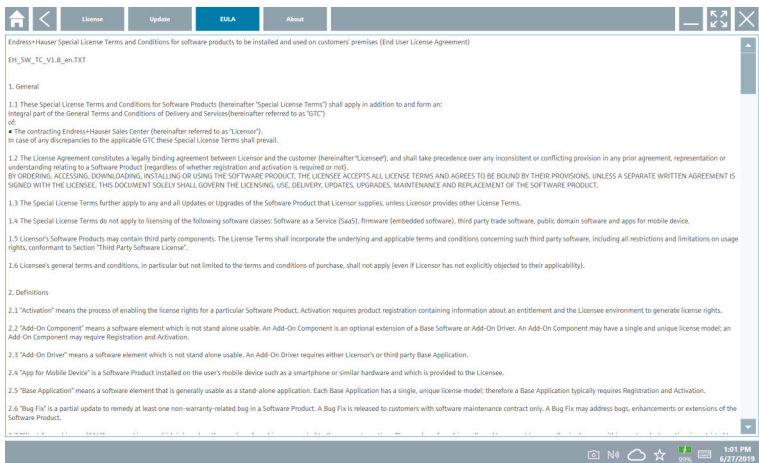 License Update EULA About
Endress+Hauser Special License Terms and Conditions for software products to be installed and used on customers' premises (End User License Agreement)
EH_SW_TC_V1.8_en.TXT
1. General
1.1 These Special License Terms and Conditions for Software Products (hereinafter "Special License Terms") shall apply in addition to and form an:
Integral part of the General Terms and Conditions of Delivery and Services(hereinafter referred to as "GTC")
of:
▪ The contracting Endress+Hauser Sales Center (hereinafter referred to as "Licensor").
In case of any discrepancies to the applicable GTC these Special License Terms shall prevail.
1.2 The License Agreement constitutes a legally binding agreement between Licensor and the customer (hereinafter "Licensee"), and shall take precedence over any inconsistent or conflicting provision in any prior agreement, representation or
understanding relating to a Software Product (regardless of whether registration and activation is required or not).
BY ORDERING, ACCESSING, DOWNLOADING, INSTALLING OR USING THE SOFTWARE PRODUCT, THE LICENSEE ACCEPTS ALL LICENSE TERMS AND AGREES TO BE BOUND BY THEIR PROVISIONS. UNLESS A SEPARATE WRITTEN AGREEMENT IS
SIGNED WITH THE LICENSEE, THIS DOCUMENT SOLELY SHALL GOVERN THE LICENSING, USE, DELIVERY, UPDATES, UPGRADES, MAINTENANCE AND REPLACEMENT OF THE SOFTWARE PRODUCT.
1.3 The Special License Terms further apply to any and all Updates or Upgrades of the Software Product that Licensor supplies, unless Licensor provides other License Terms.
1.4 The Special License Terms do not apply to licensing of the following software classes: Software as a Service (SaaS), firmware (embedded software), third party trade software, public domain software and apps for mobile device.
1.5 Licensor's Software Products may contain third party components. The License Terms shall incorporate the underlying and applicable terms and conditions concerning such third party software, including all restrictions and limitations on usage
rights, conformant to Section "Third Party Software License".
1.6 Licensee's general terms and conditions, in particular but not limited to the terms and conditions of purchase, shall not apply (even if Licensor has not explicitly objected to their applicability).
2. Definitions
2.1 "Activation" means the process of enabling the license rights for a particular Software Product. Activation requires product registration containing information about an entitlement and the Licensee environment to generate license rights.
2.2 "Add-On Component" means a software element which is not stand alone usable. An Add-On Component is an optional extension of a Base Software or Add-On Driver. An Add-On Component may have a single and unique license model; an
Add-On Component may require Registration and Activation.
2.3 "Add-On Driver" means a software element which is not stand alone usable. An Add-On Driver requires either Licensor's or third party Base Application.
2.4 "App for Mobile Device" is a Software Product installed on the user's mobile device such as a smartphone or similar hardware and which is provided to the Licensee.
2.5 "Base Application" means a software element that is generally usable as a stand-alone application. Each Base Application has a single, unique license model; therefore a Base Application typically requires Registration and Activation.
2.6 "Bug Fix" is a partial update to remedy at least one non-warranty-related bug in a Software Product. A Bug Fix is released to customers with software maintenance contract only. A Bug Fix may address bugs, enhancements or extensions of the
Software Product.
99% 1:01 PM
6/27/2019